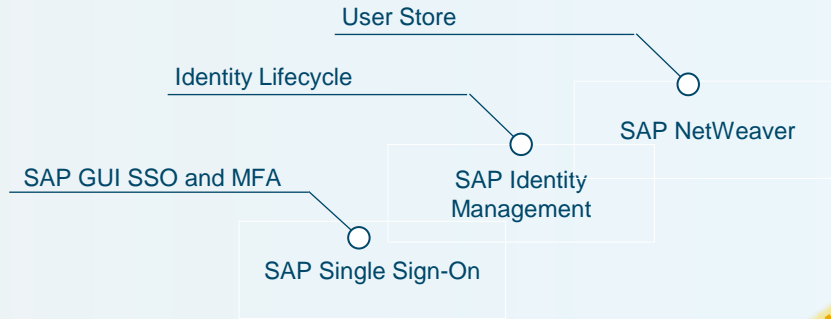 User Store
Identity Lifecycle
SAP NetWeaver
SAP GUI SSO and MFA
SAP Identity
Management
SAP Single Sign-On